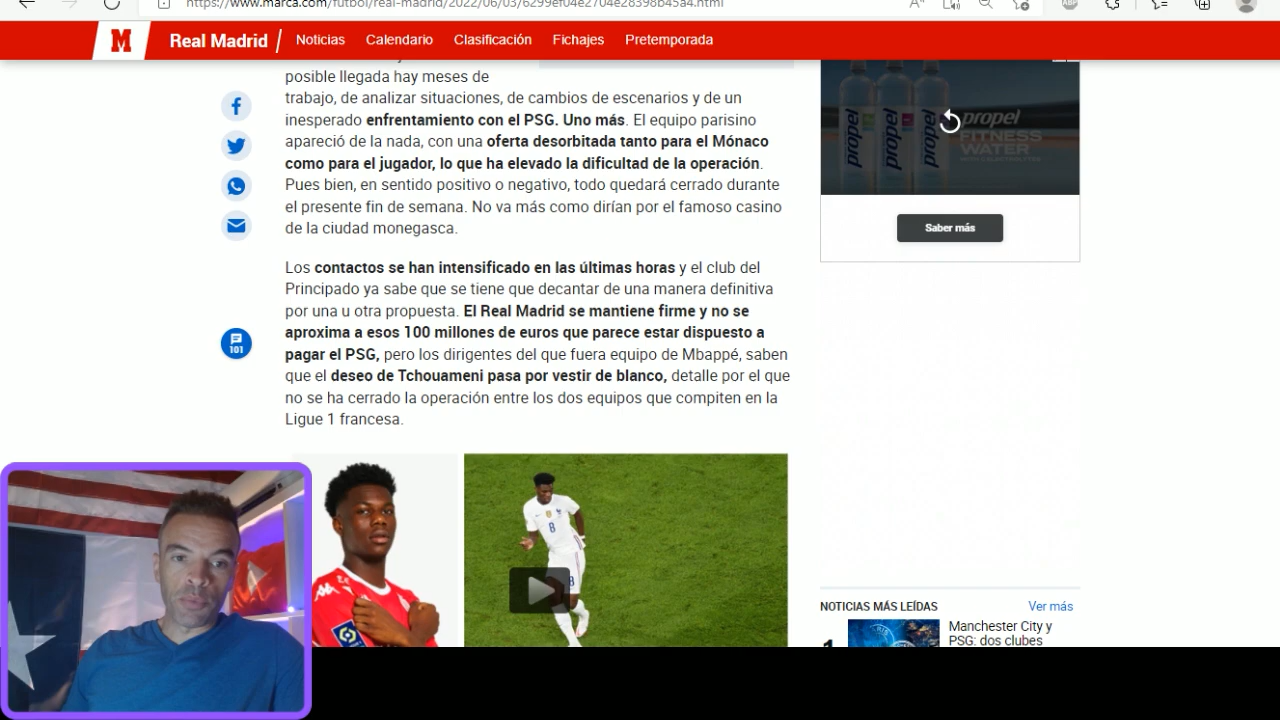 https://www.marca.com/futbol/real-madrid/2022/06/03/6299ef04e2704e28398b45a4.html
M Real Madrid Noticias Calendario Clasificación Fichajes Pretemporada
posible llegada hay meses de
trabajo, de analizar situaciones, de cambios de escenarios y de un
inesperado enfrentamiento con el PSG. Uno más. El equipo parisino
apareció de la nada, con una oferta desorbitada tanto para el Mónaco
como para el jugador, lo que ha elevado la dificultad de la operación.
Pues bien, en sentido positivo o negativo, todo quedará cerrado durante
el presente fin de semana. No va más como dirían por el famoso casino
de la ciudad monegasca.
Los contactos se han intensificado en las últimas horas y el club del
Principado ya sabe que se tiene que decantar de una manera definitiva
por una u otra propuesta. El Real Madrid se mantiene firme y no se
aproxima a esos 100 millones de euros que parece estar dispuesto a
pagar el PSG, pero los dirigentes del que fuera equipo de Mbappé, saben
que el deseo de Tchouameni pasa por vestir de blanco, detalle por el que
no se ha cerrado la operación entre los dos equipos que compiten en la
Ligue 1 francesa.
101
propel
propel
propel
propel
FITNESS
WATER
Saber más
8
NOTICIAS MÁS LEÍDAS Ver más
1
Manchester City y
PSG: dos clubes